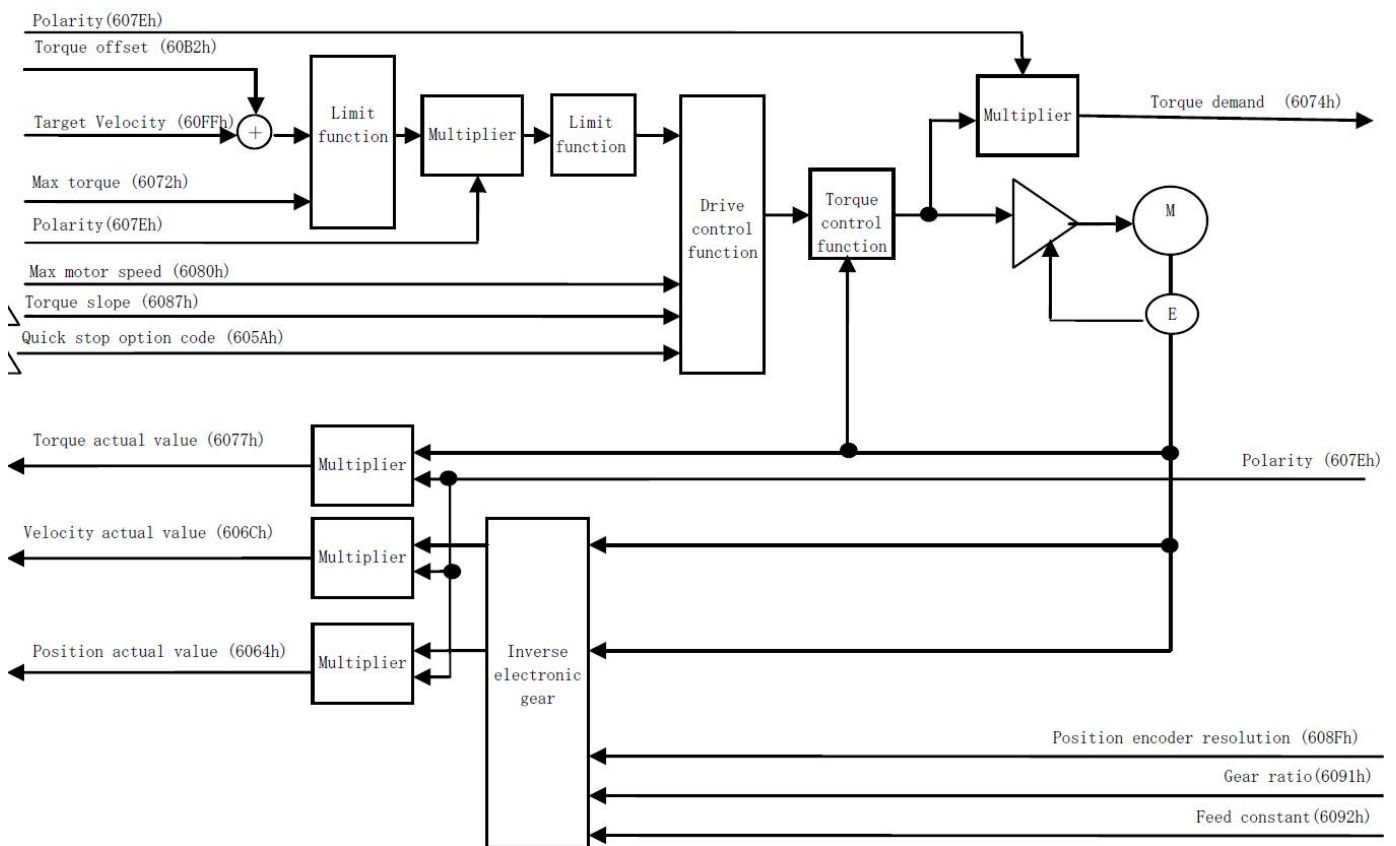 Polarity(607Eh)
Torque offset (60B2h)
Target Velocity (60FFh)
+
Max torque (6072h)
Polarity(607Eh)
Limit
function
Multiplier
Limit
function
Max motor speed (6080h)
Torque slope (6087h)
Quick stop option code (605Ah)
Drive
control
function
Torque
control
function
Multiplier
Torque demand (6074h)
M
E
Torque actual value (6077h)
Multiplier
Polarity (607Eh)
Velocity actual value (606Ch)
Multiplier
Position actual value (6064h)
Multiplier
Inverse
electronic
gear
Position encoder resolution (608Fh)
Gear ratio(6091h)
Feed constant(6092h)